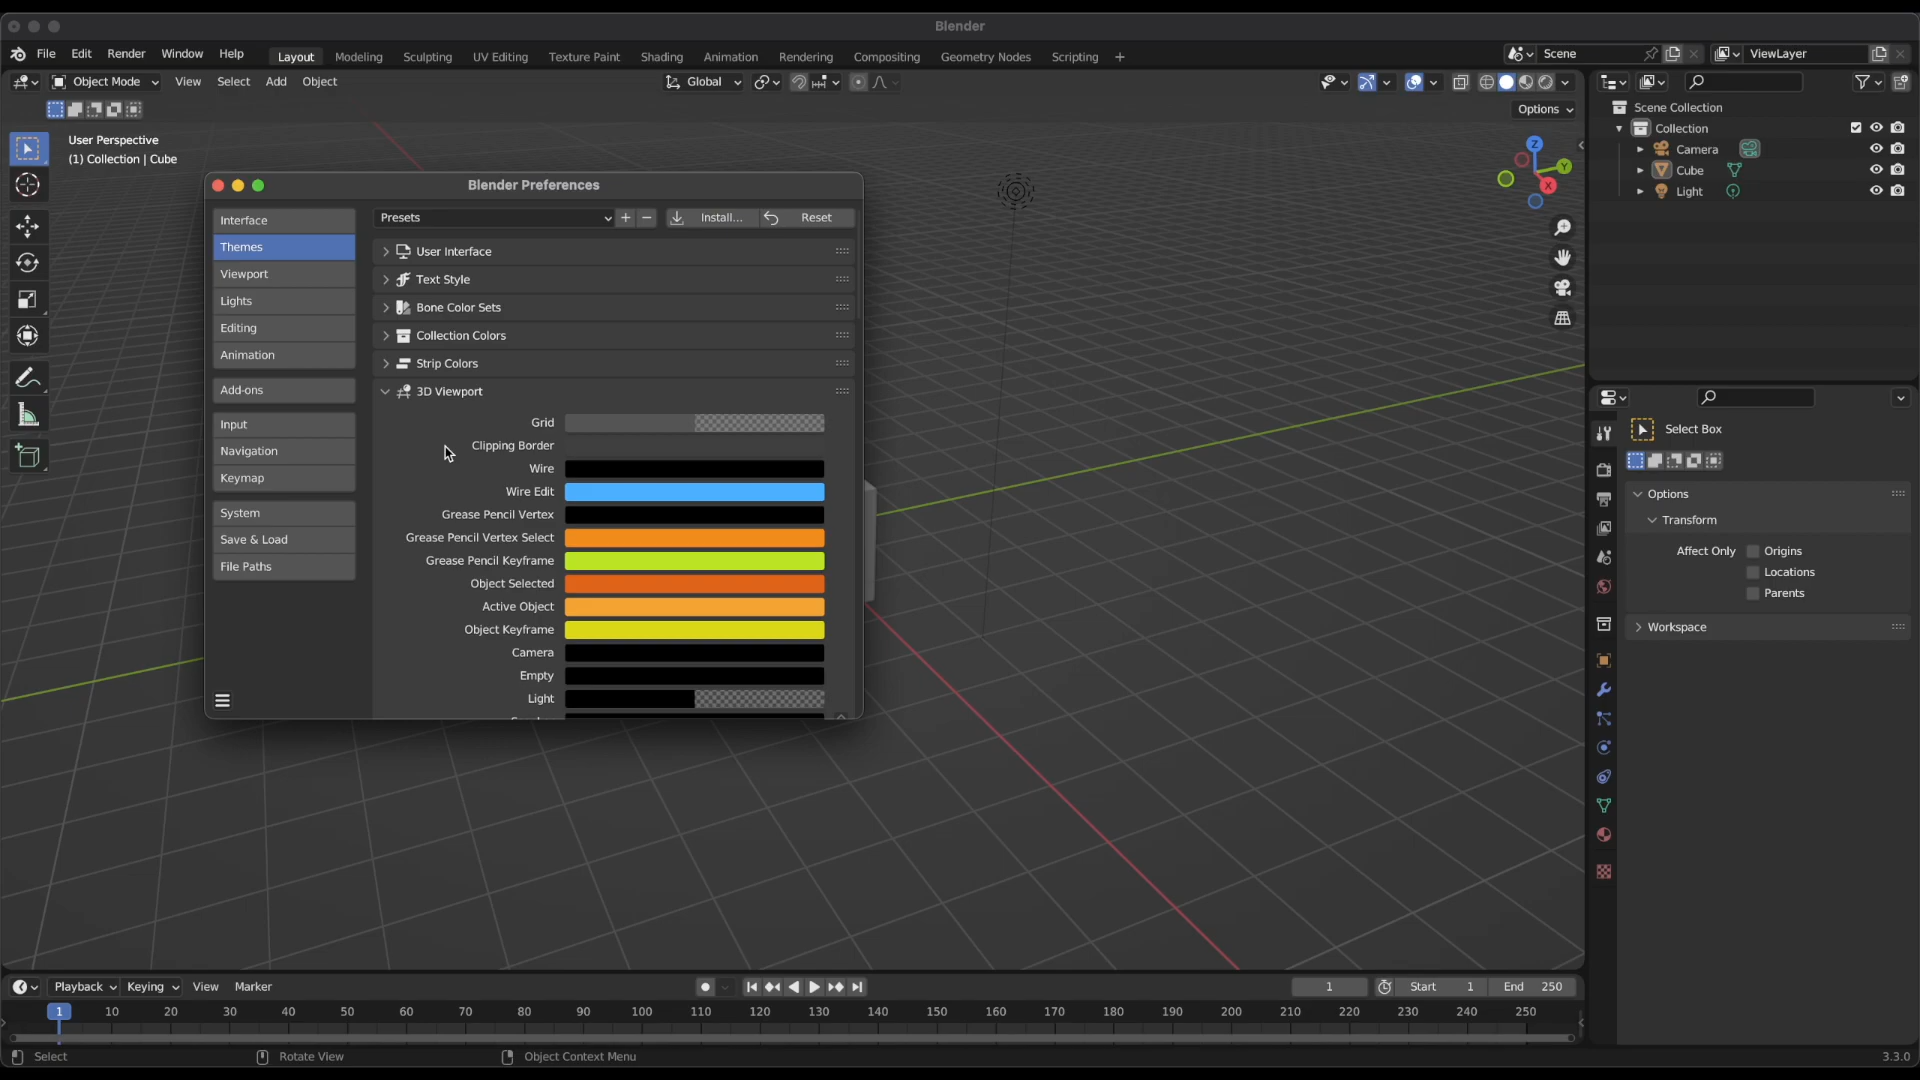 Blender
File Edit Render Window Help Layout Modeling Sculpting UV Editing Texture Paint Shading Animation Rendering Compositing Geometry Nodes Scripting + Scene ViewLayer
Object Mode View Select Add Object Global
Options
User Perspective
(1) Collection | Cube
Z
Y
X
Scene Collection
Collection
Camera
Cube
Light
Blender Preferences
Interface
Themes
Viewport
Lights
Editing
Animation
Add-ons
Input
Navigation
Keymap
System
Save & Load
File Paths
Presets Install... Reset
User Interface
Text Style
Bone Color Sets
Collection Colors
Strip Colors
3D Viewport
Grid
Clipping Border
Wire
Wire Edit
Grease Pencil Vertex
Grease Pencil Vertex Select
Grease Pencil Keyframe
Object Selected
Active Object
Object Keyframe
Camera
Empty
Light
Select Box
Options
Transform
Affect Only Origins
Locations
Parents
Workspace
Playback Keying View Marker 1 Start 1 End 250
1 10 20 30 40 50 60 70 80 90 100 110 120 130 140 150 160 170 180 190 200 210 220 230 240 250
Select Rotate View Object Context Menu 3.3.0